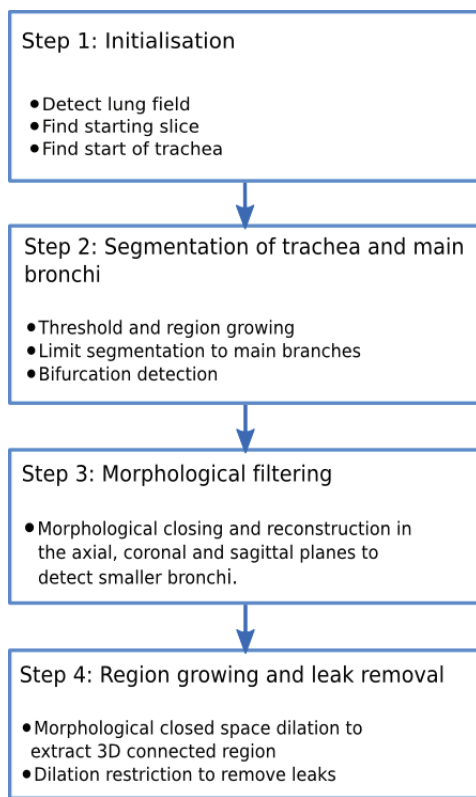 Step 1: Initialisation
●Detect lung field
●Find starting slice
●Find start of trachea
Step 2: Segmentation of trachea and main
bronchi
●Threshold and region growing
●Limit segmentation to main branches
●Bifurcation detection
Step 3: Morphological filtering
●Morphological closing and reconstruction in
the axial, coronal and sagittal planes to
detect smaller bronchi.
Step 4: Region growing and leak removal
●Morphological closed space dilation to
extract 3D connected region
●Dilation restriction to remove leaks